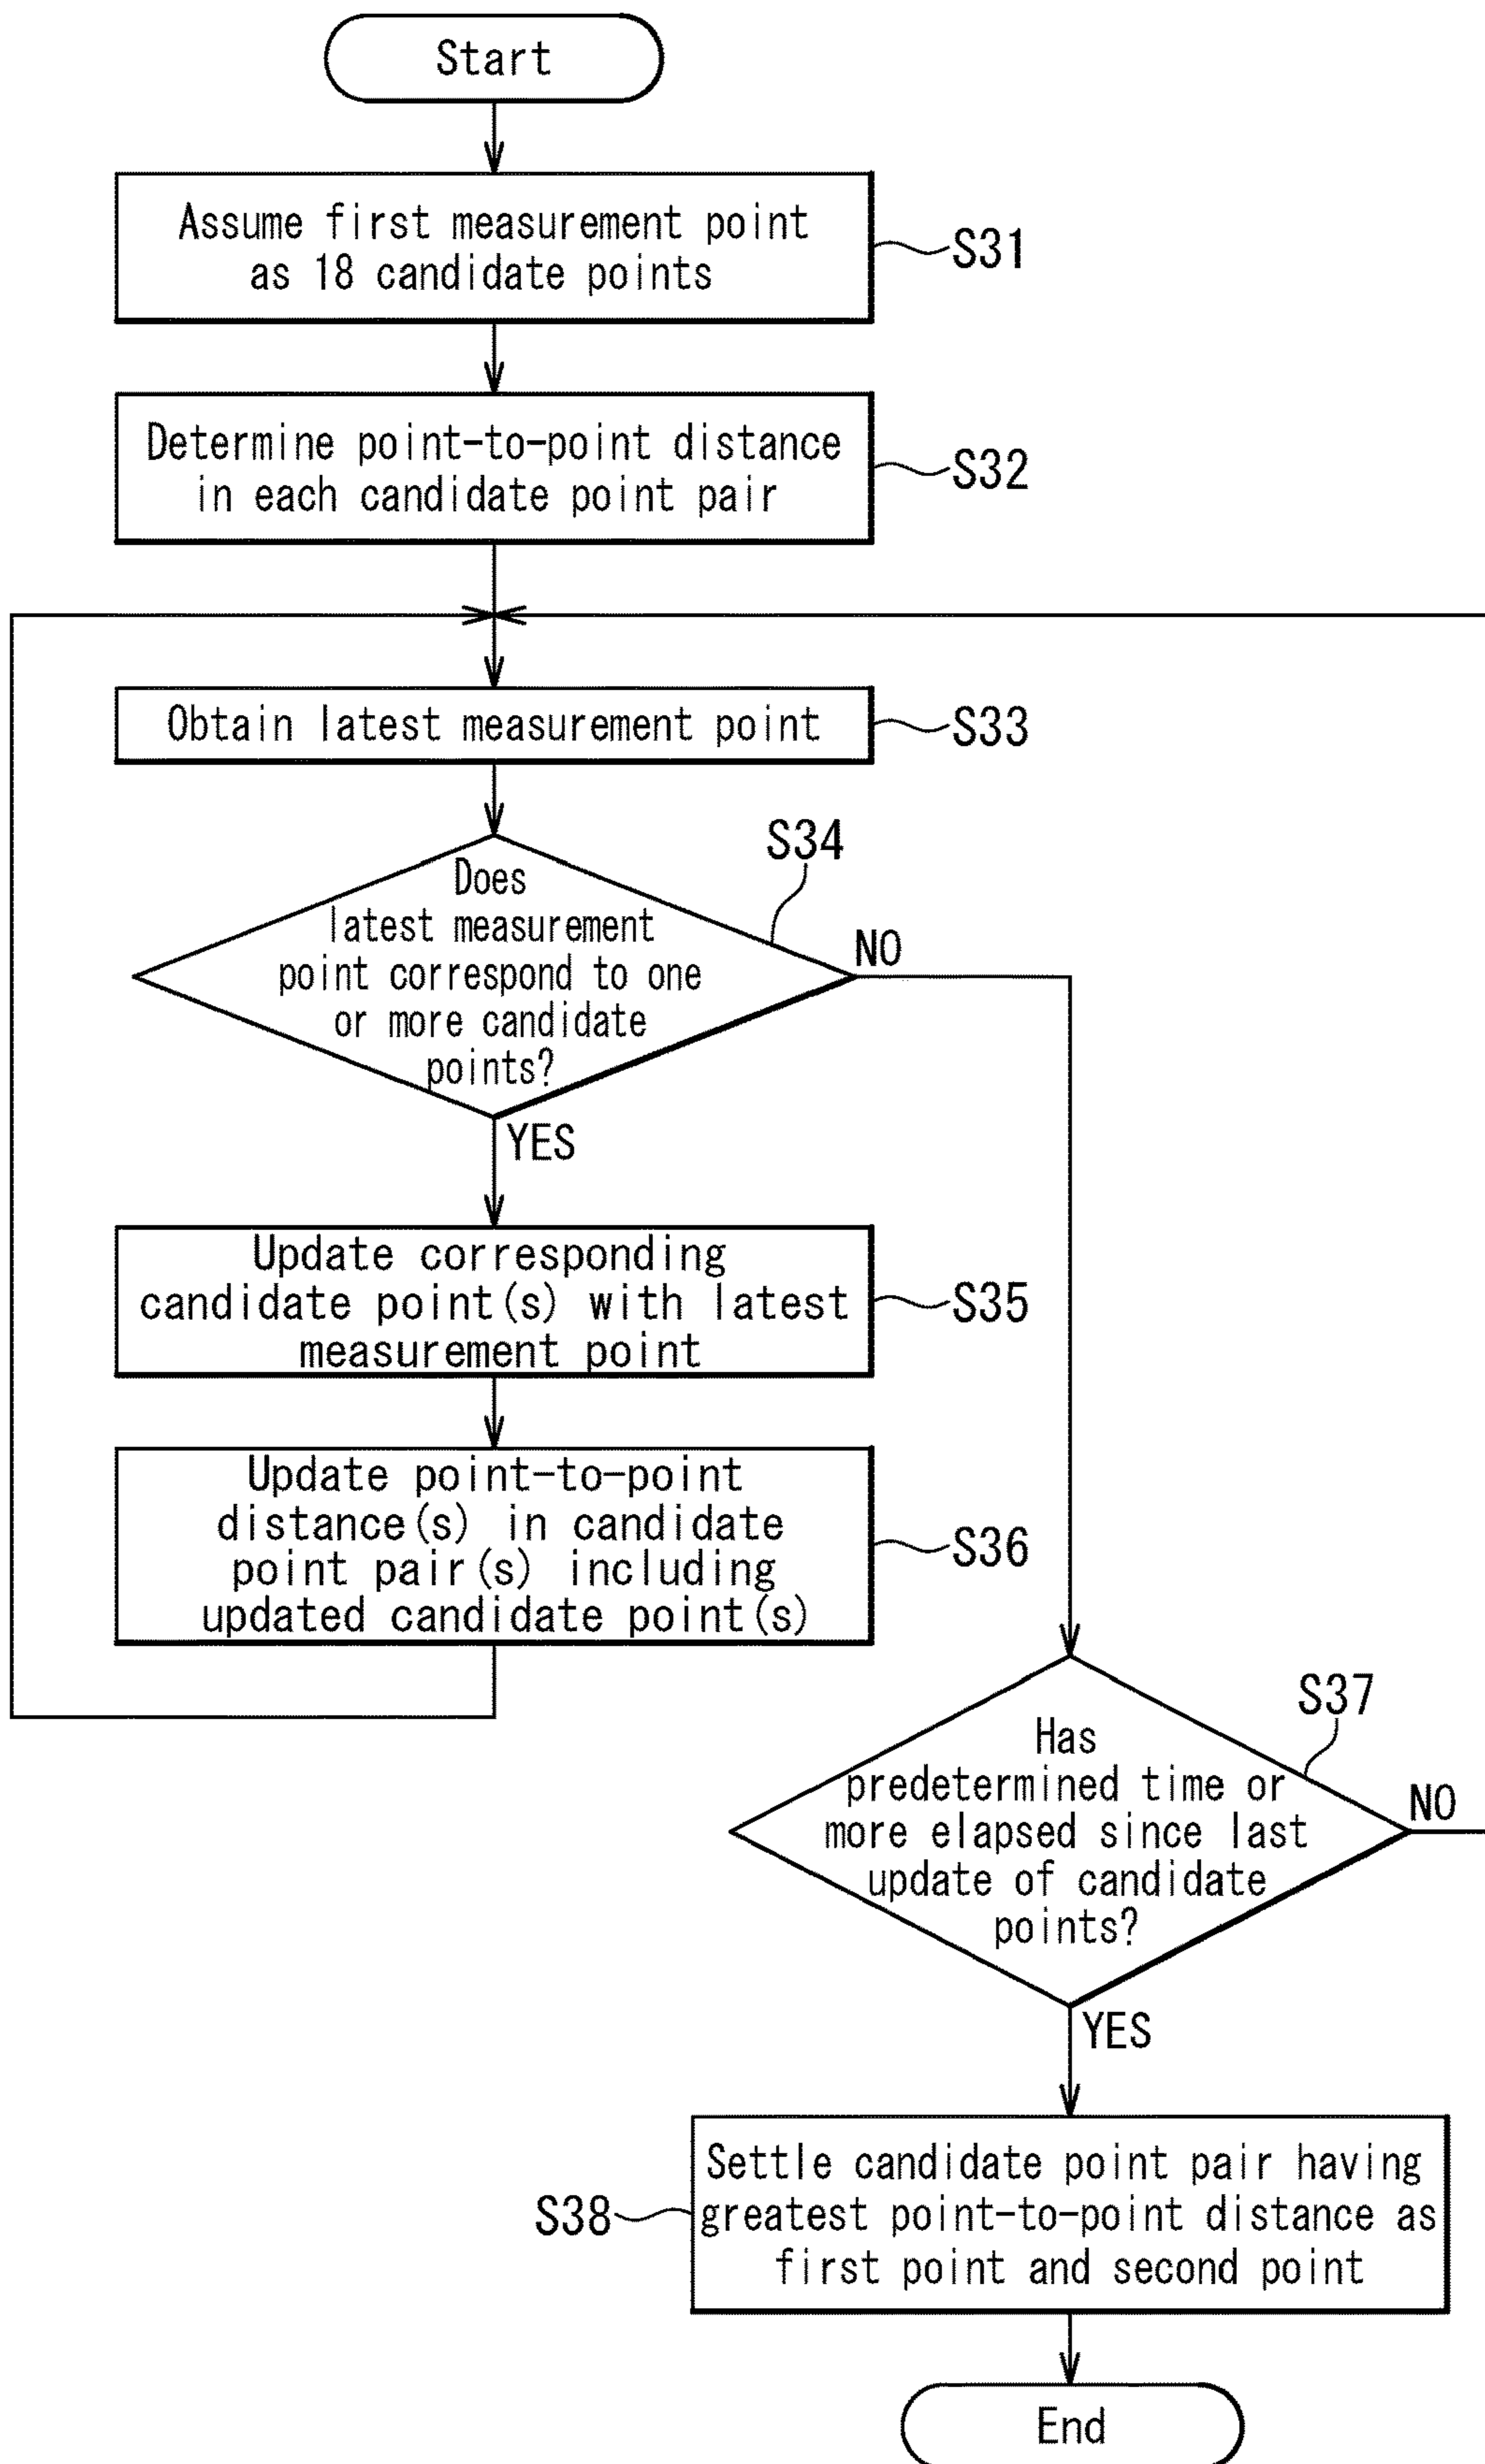 Start
Assume first measurement point
as 18 candidate points
S31
Determine point-to-point distance
in each candidate point pair
S32
Obtain latest measurement point
S33
S34
Does
latest measurement
point correspond to one
or more candidate
points?
NO
YES
Update corresponding
candidate point(s) with latest
measurement point
S35
Update point-to-point
distance(s) in candidate
point pair(s) including
updated candidate point(s)
S36
S37
Has
predetermined time or
more elapsed since last
update of candidate
points?
NO
YES
Settle candidate point pair having
greatest point-to-point distance as
first point and second point
S38
End